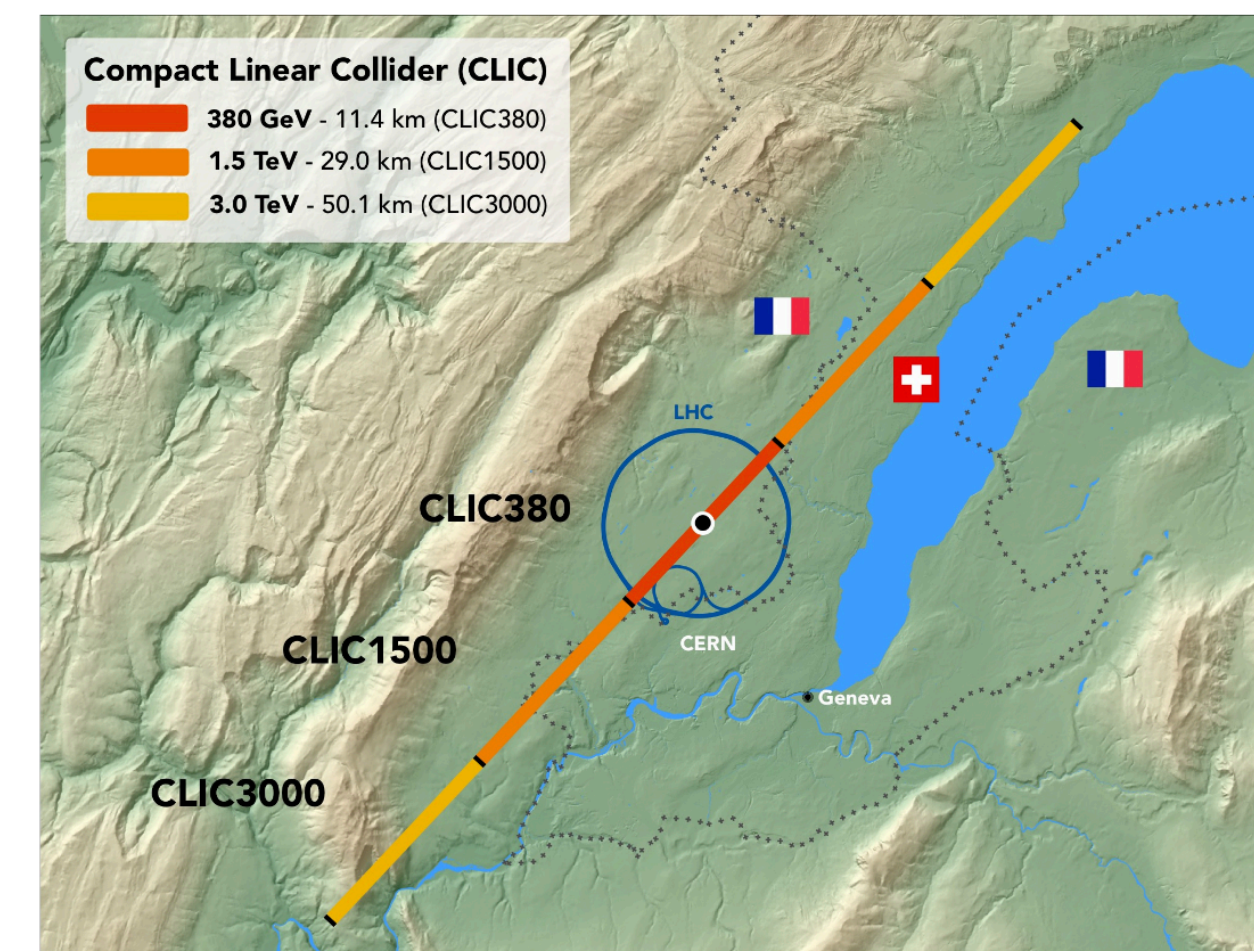 Compact Linear Collider (CLIC)
380 GeV - 11.4 km (CLIC380)
1.5 TeV - 29.0 km (CLIC1500)
3.0 TeV - 50.1 km (CLIC3000)
LHC
CLIC380
CERN
CLIC1500
Geneva
CLIC3000